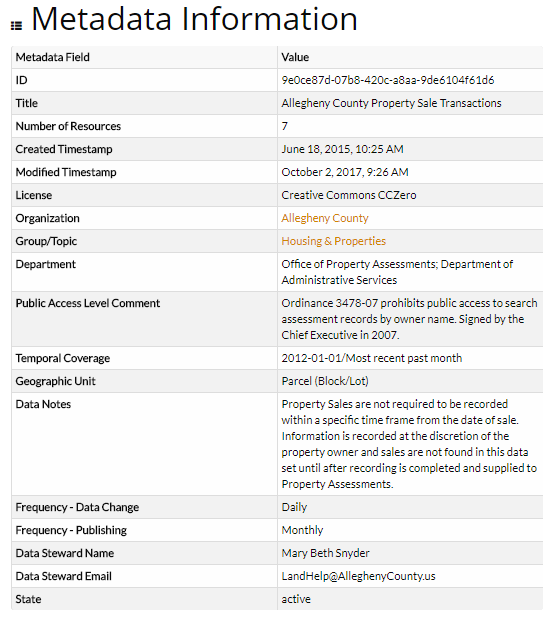 Metadata Information
Metadata Field Value
ID 9e0ce87d-07b8-420c-a8aa-9de6104f61d6
Title Allegheny County Property Sale Transactions
Number of Resources 7
Created Timestamp June 18, 2015, 10:25 AM
Modified Timestamp October 2, 2017, 9:26 AM
License Creative Commons CCZero
Organization Allegheny County
Group/Topic Housing & Properties
Department Office of Property Assessments; Department of
Administrative Services
Public Access Level Comment Ordinance 3478-07 prohibits public access to search
assessment records by owner name. Signed by the
Chief Executive in 2007.
Temporal Coverage 2012-01-01/Most recent past month
Geographic Unit Parcel (Block/Lot)
Data Notes Property Sales are not required to be recorded
within a specific time frame from the date of sale.
Information is recorded at the discretion of the
property owner and sales are not found in this data
set until after recording is completed and supplied to
Property Assessments.
Frequency - Data Change Daily
Frequency - Publishing Monthly
Data Steward Name Mary Beth Snyder
Data Steward Email LandHelp@AlleghenyCounty.us
State active